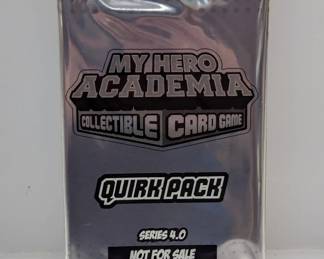 MY HERO
ACADEMIA
COLLECTIBLE CARD GAME
QUIRK PACK
SERIES 4.0
NOT FOR SALE